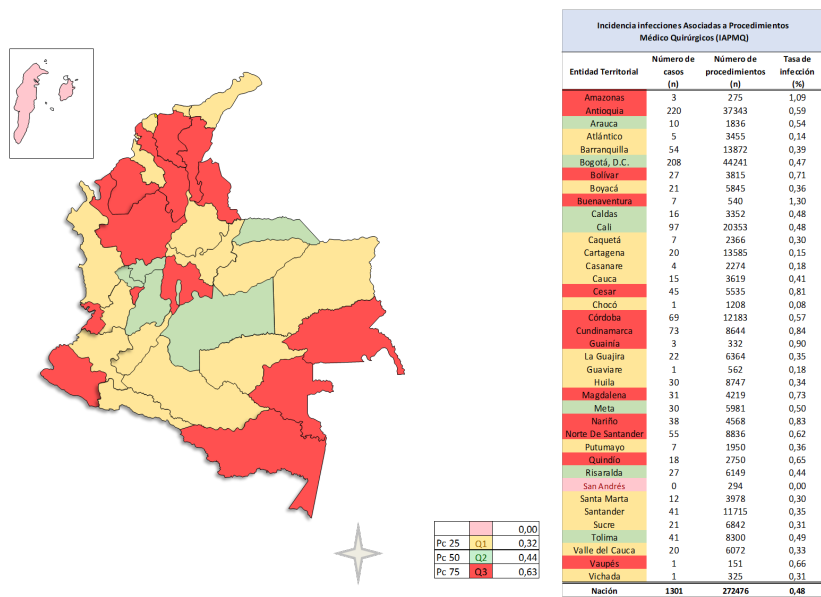 Incidencia infecciones Asociadas a Procedimientos
Médico Quirúrgicos (IAPMQ)
Entidad Territorial Número de casos (n) Número de procedimientos (n) Tasa de infección (%)
Amazonas 3 275 1,09
Antioquia 220 37343 0,59
Arauca 10 1836 0,54
Atlántico 5 3455 0,14
Barranquilla 54 13872 0,39
Bogotá, D.C. 208 44241 0,47
Bolívar 27 3815 0,71
Boyacá 21 5845 0,36
Buenaventura 7 540 1,30
Caldas 16 3352 0,48
Cali 97 20353 0,48
Caquetá 7 2366 0,30
Cartagena 20 13585 0,15
Casanare 4 2274 0,18
Cauca 15 3619 0,41
Cesar 45 5535 0,81
Chocó 1 1208 0,08
Córdoba 69 12183 0,57
Cundinamarca 73 8644 0,84
Guainía 3 332 0,90
La Guajira 22 6364 0,35
Guaviare 1 562 0,18
Huila 30 8747 0,34
Magdalena 31 4219 0,73
Meta 30 5981 0,50
Nariño 38 4568 0,83
Norte De Santander 55 8836 0,62
Putumayo 7 1950 0,36
Quindío 18 2750 0,65
Risaralda 27 6149 0,44
San Andrés 0 294 0,00
Santa Marta 12 3978 0,30
Santander 41 11715 0,35
Sucre 21 6842 0,31
Tolima 41 8300 0,49
Valle del Cauca 20 6072 0,33
Vaupés 1 151 0,66
Vichada 1 325 0,31
Nación 1301 272476 0,48
0,00
Pc 25 Q1 0,32
Pc 50 Q2 0,44
Pc 75 Q3 0,63